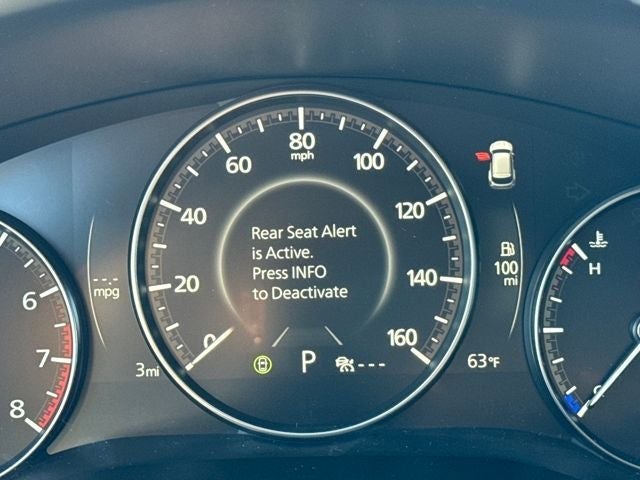 80
mph
60
100
40
120
20
140
0
160
Rear Seat Alert
is Active.
Press INFO
to Deactivate
--- 
mpg
6
7
8
3mi
P
---
63°F
100
mi
H
C